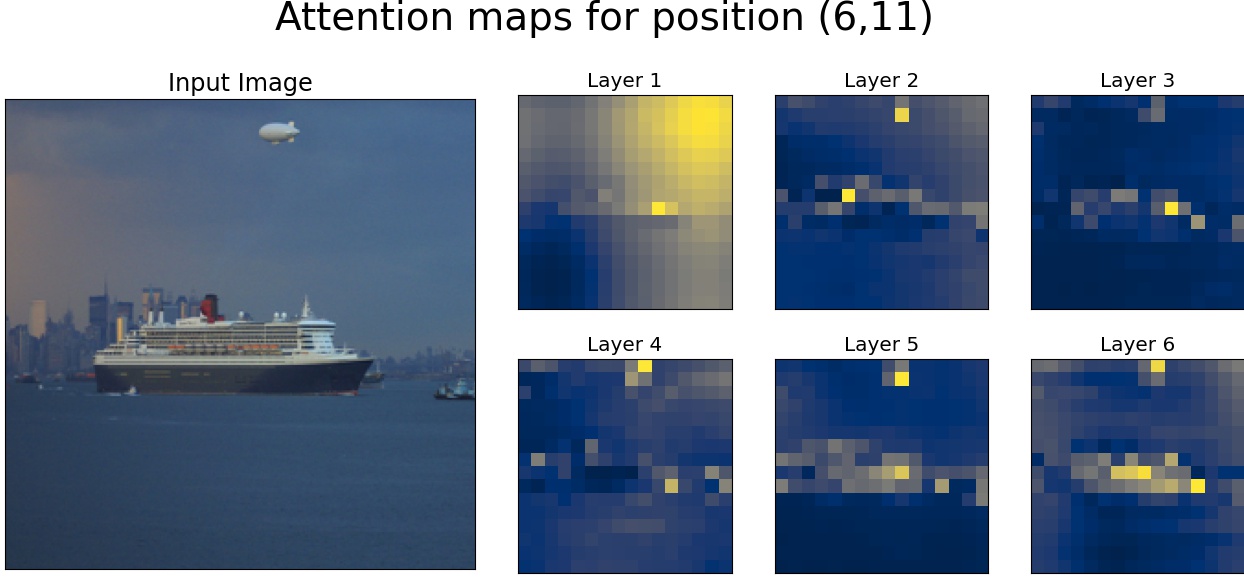 Attention maps for position (6,11)
Input Image
Layer 1
Layer 2
Layer 3
Layer 4
Layer 5
Layer 6